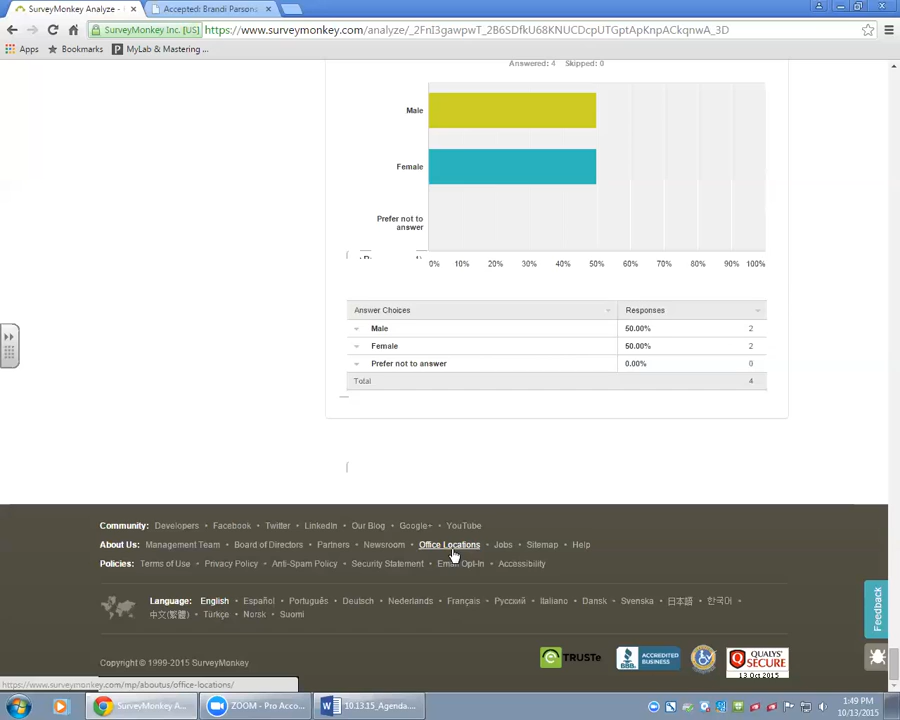 SurveyMonkey Analyze -
Accepted: Brandi Parsons
SurveyMonkey Inc. [US]
https://www.surveymonkey.com/analyze/_2FnI3gawpwT_2B6SDfkU68KNUCDcpUTGptApKnpACkqnwA_3D
Apps Bookmarks MyLab & Mastering ...
Answered: 4 Skipped: 0
Male
Female
Prefer not to
answer
0% 10% 20% 30% 40% 50% 60% 70% 80% 90% 100%
Answer Choices Responses
Male 50.00% 2
Female 50.00% 2
Prefer not to answer 0.00% 0
Total 4
Community: Developers • Facebook • Twitter • LinkedIn • Our Blog • Google+ • YouTube
About Us: Management Team • Board of Directors • Partners • Newsroom • Office Locations • Jobs • Sitemap • Help
Policies: Terms of Use • Privacy Policy • Anti-Spam Policy • Security Statement • Email Opt-In • Accessibility
Language: English • Español • Português • Deutsch • Nederlands • Français • Русский • Italiano • Dansk • Svenska • 日本語 • 한국어 •
中文(繁體) • Türkçe • Norsk • Suomi
Feedback
TRUSTe
BBB ACCREDITED BUSINESS
QUALYS' SECURE
13 Oct 2015
Copyright © 1999-2015 SurveyMonkey
https://www.surveymonkey.com/mp/aboutus/office-locations/
SurveyMonkey A...
ZOOM - Pro Acco...
10.13.15_Agenda....
1:49 PM
10/13/2015